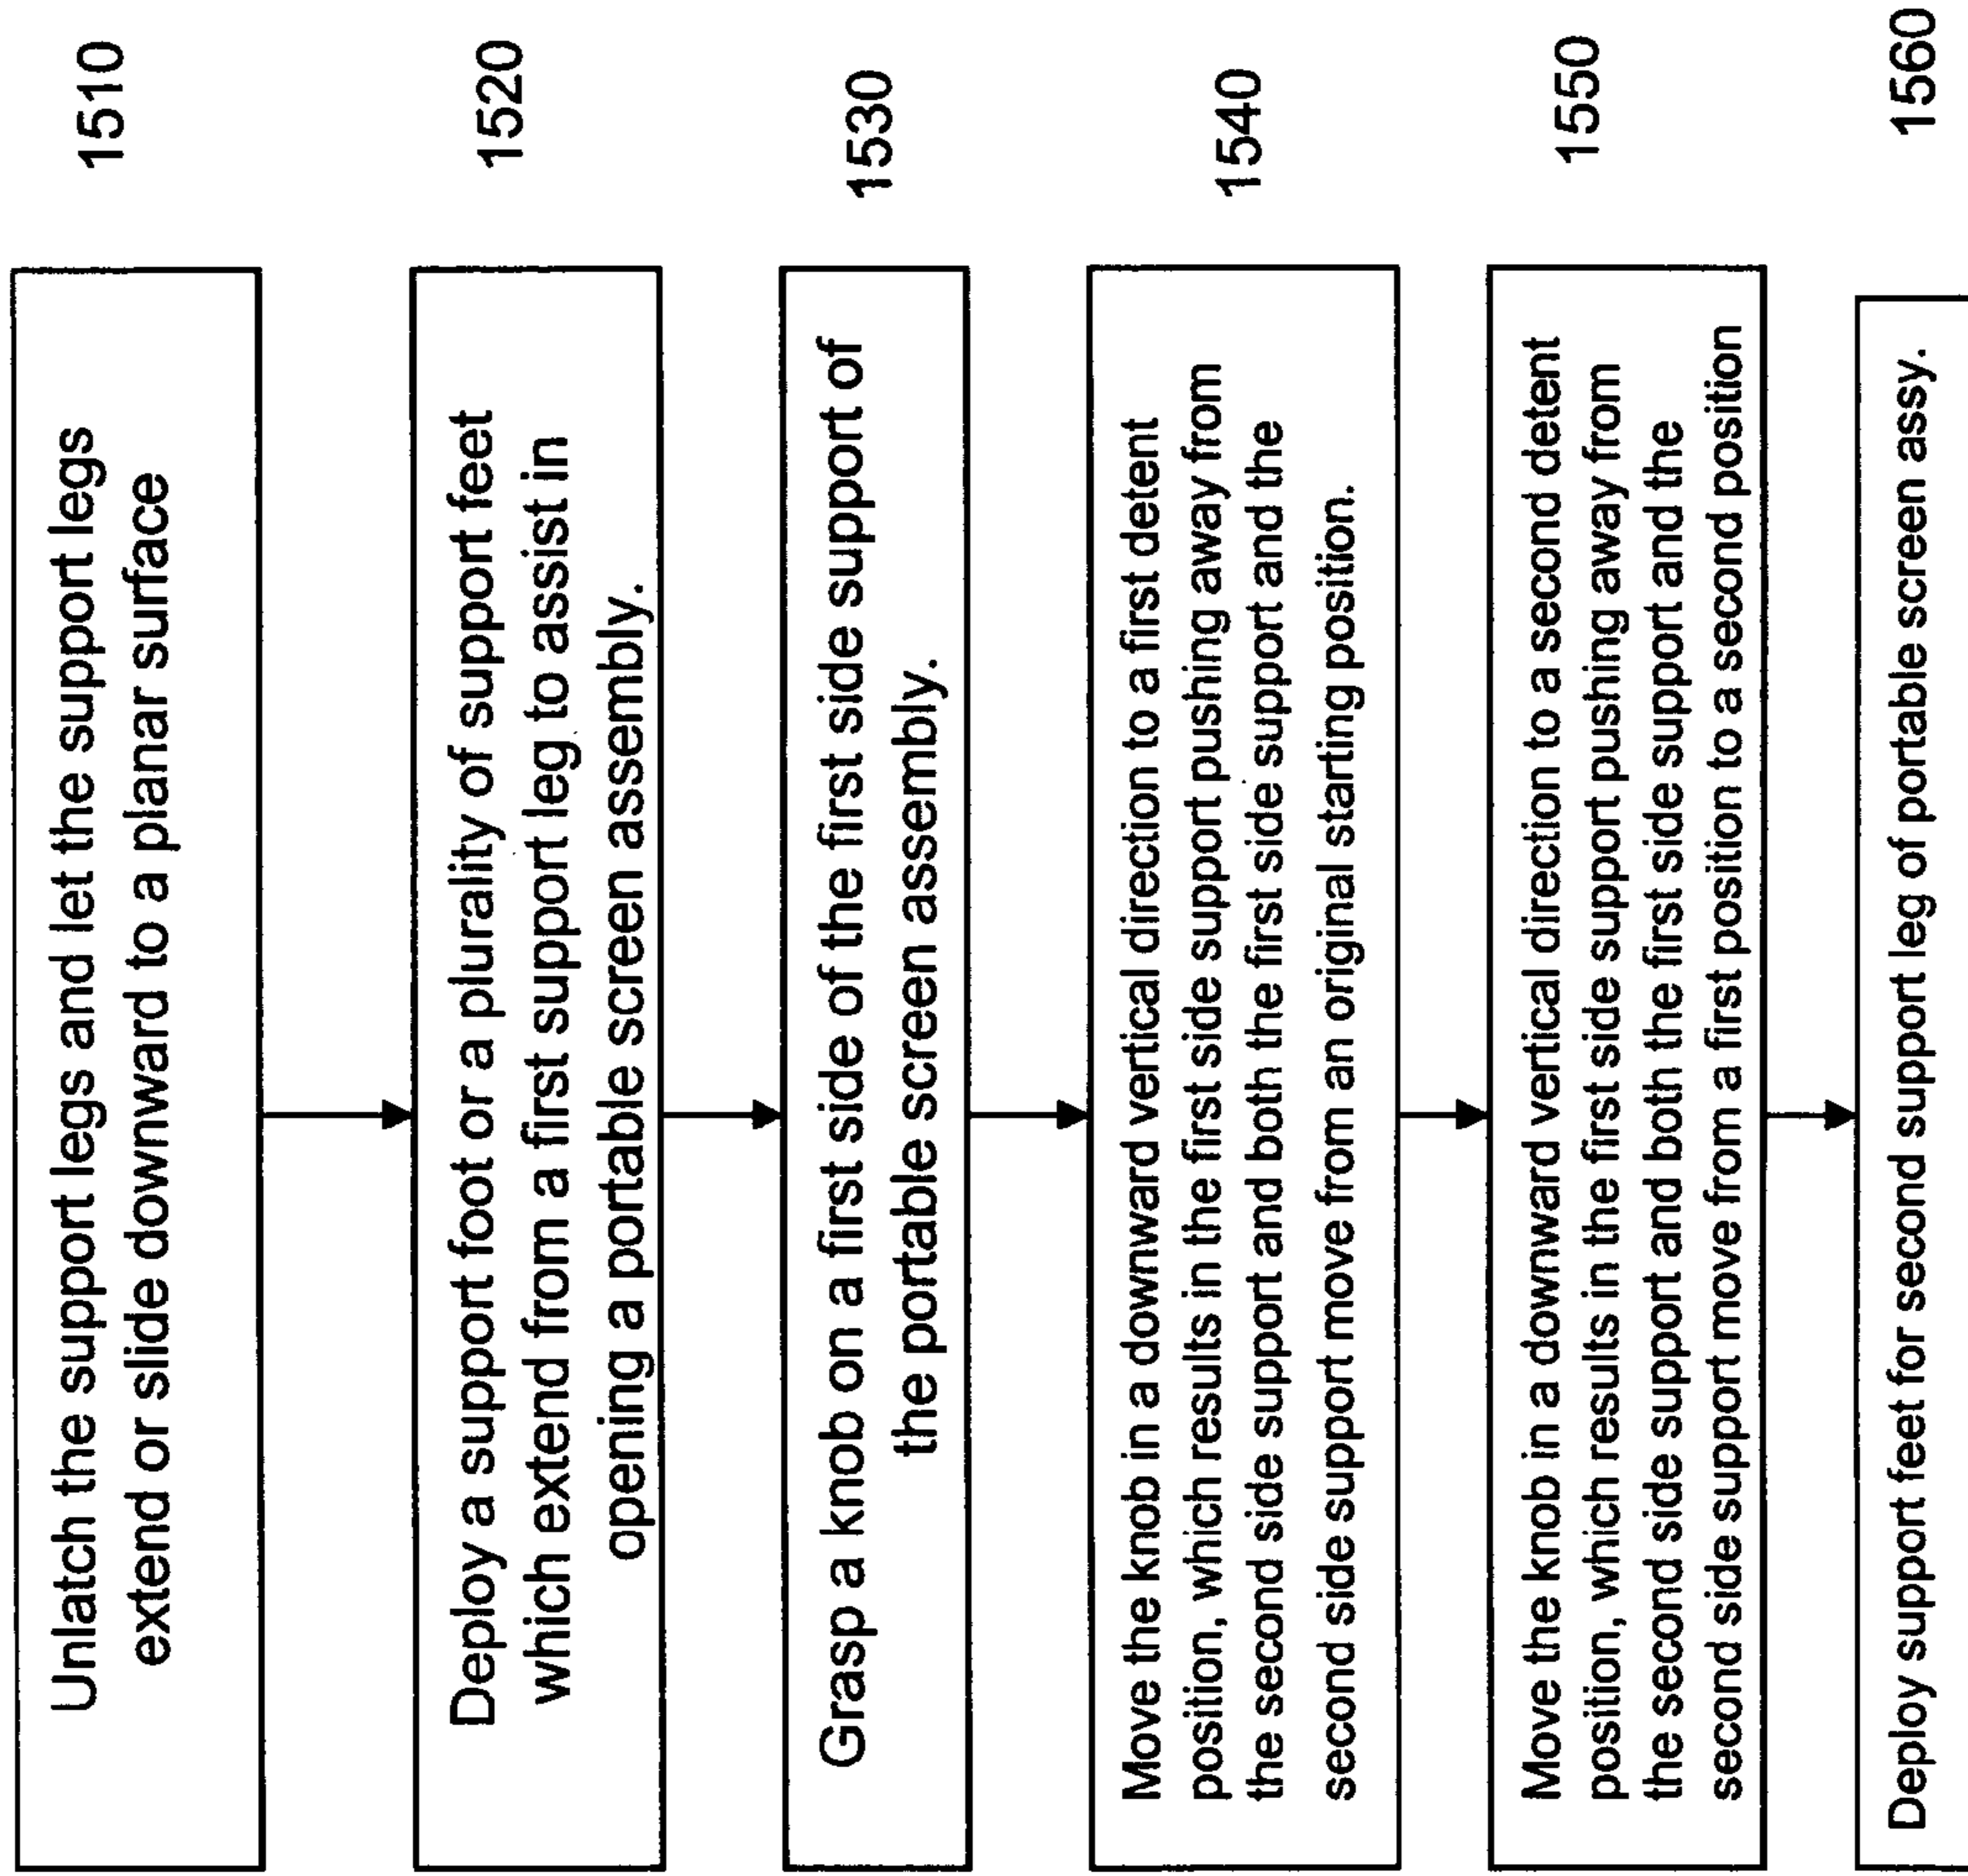 Unlatch the support legs and let the support legs
extend or slide downward to a planar surface
1510
Deploy a support foot or a plurality of support feet
which extend from a first support leg to assist in
opening a portable screen assembly.
1520
Grasp a knob on a first side of the first side support of
the portable screen assembly.
1530
Move the knob in a downward vertical direction to a first detent
position, which results in the first side support pushing away from
the second side support and both the first side support and the
second side support move from an original starting position.
1540
Move the knob in a downward vertical direction to a second detent
position, which results in the first side support pushing away from
the second side support and both the first side support and the
second side support move from a first position to a second position
1550
Deploy support feet for second support leg of portable screen assy.
1560